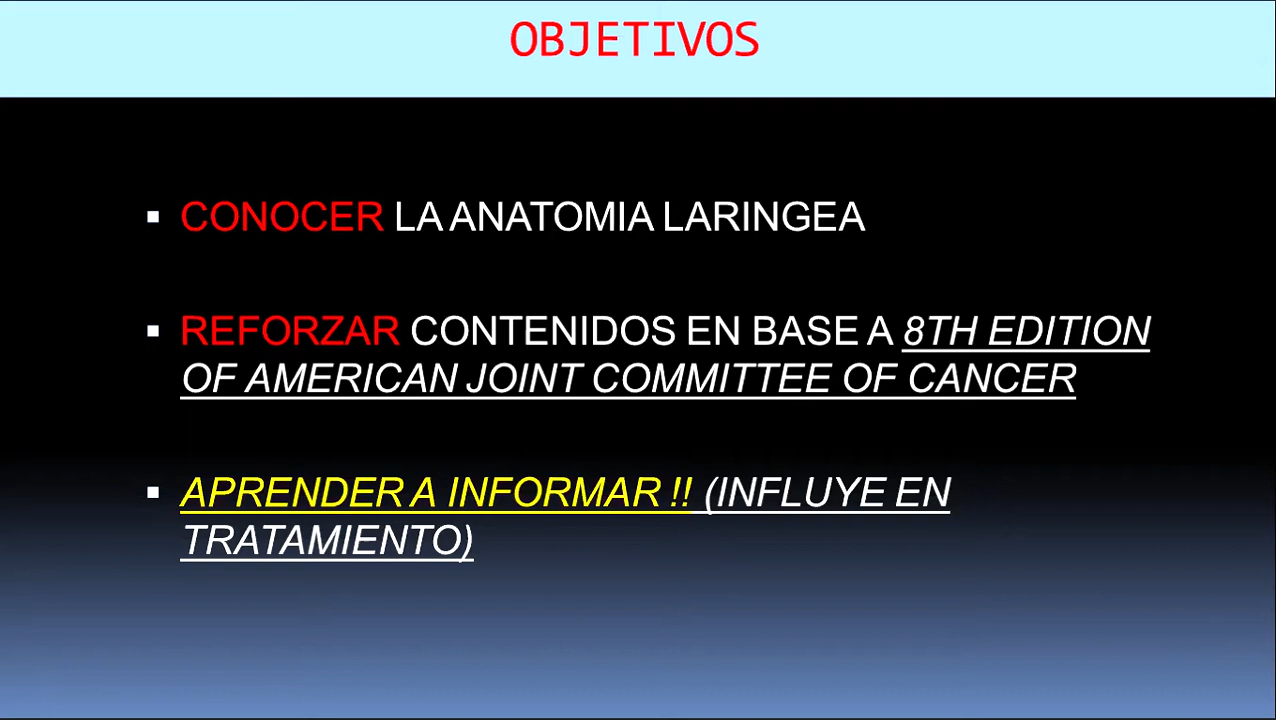 OBJETIVOS
▪ CONOCER LA ANATOMIA LARINGEA
▪ REFORZAR CONTENIDOS EN BASE A 8TH EDITION
OF AMERICAN JOINT COMMITTEE OF CANCER
▪ APRENDER A INFORMAR !! (INFLUYE EN
TRATAMIENTO)